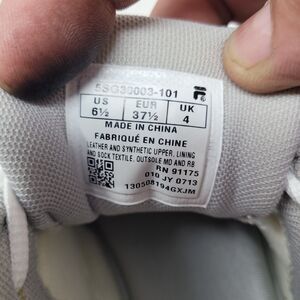 5SG30003-101
US EUR UK
6½ 37½ 4
MADE IN CHINA
FABRIQUÉ EN CHINE
LEATHER AND SYNTHETIC UPPER, LINING
AND SOCK TEXTILE, OUTSOLE MD AND RB
RN 91175
010 JY 0713
130508194GXJM